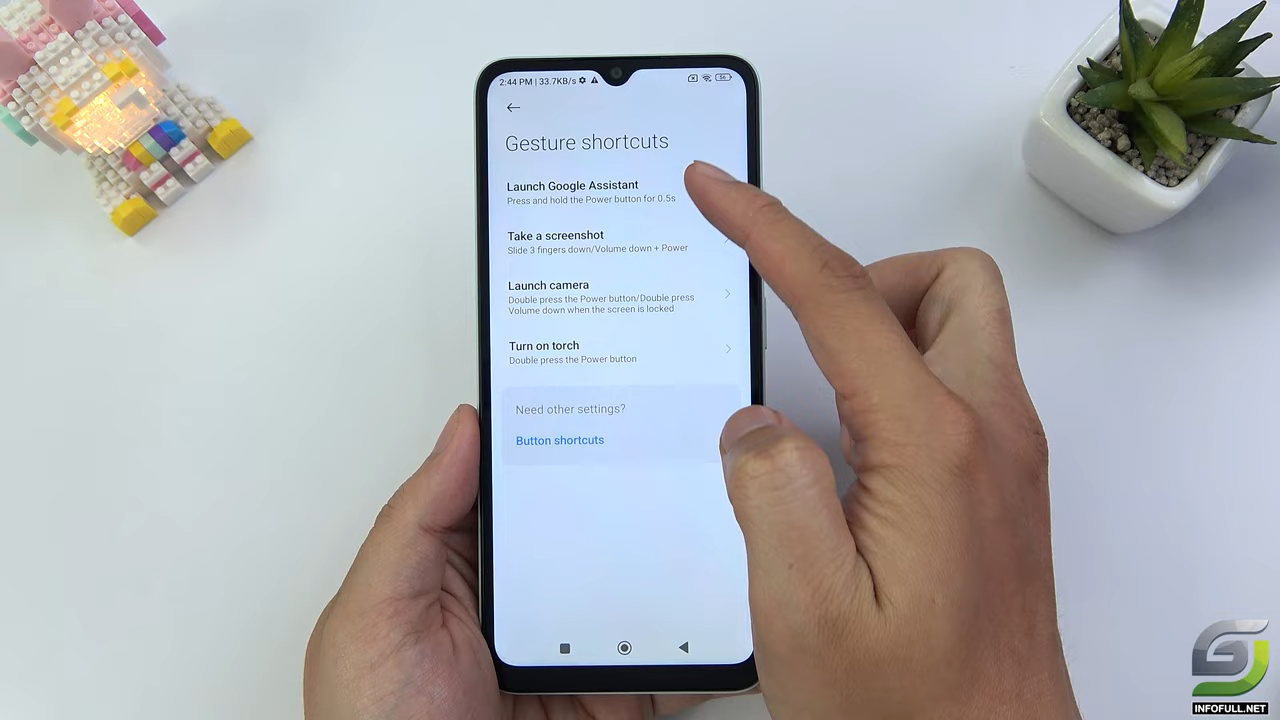 2:44 PM | 33.7KB/s
56
Gesture shortcuts
Launch Google Assistant
Press and hold the Power button for 0.5s
Take a screenshot
Slide 3 fingers down/Volume down + Power
Launch camera
Double press the Power button/Double press
Volume down when the screen is locked
Turn on torch
Double press the Power button
Need other settings?
Button shortcuts
INFOFULL.NET